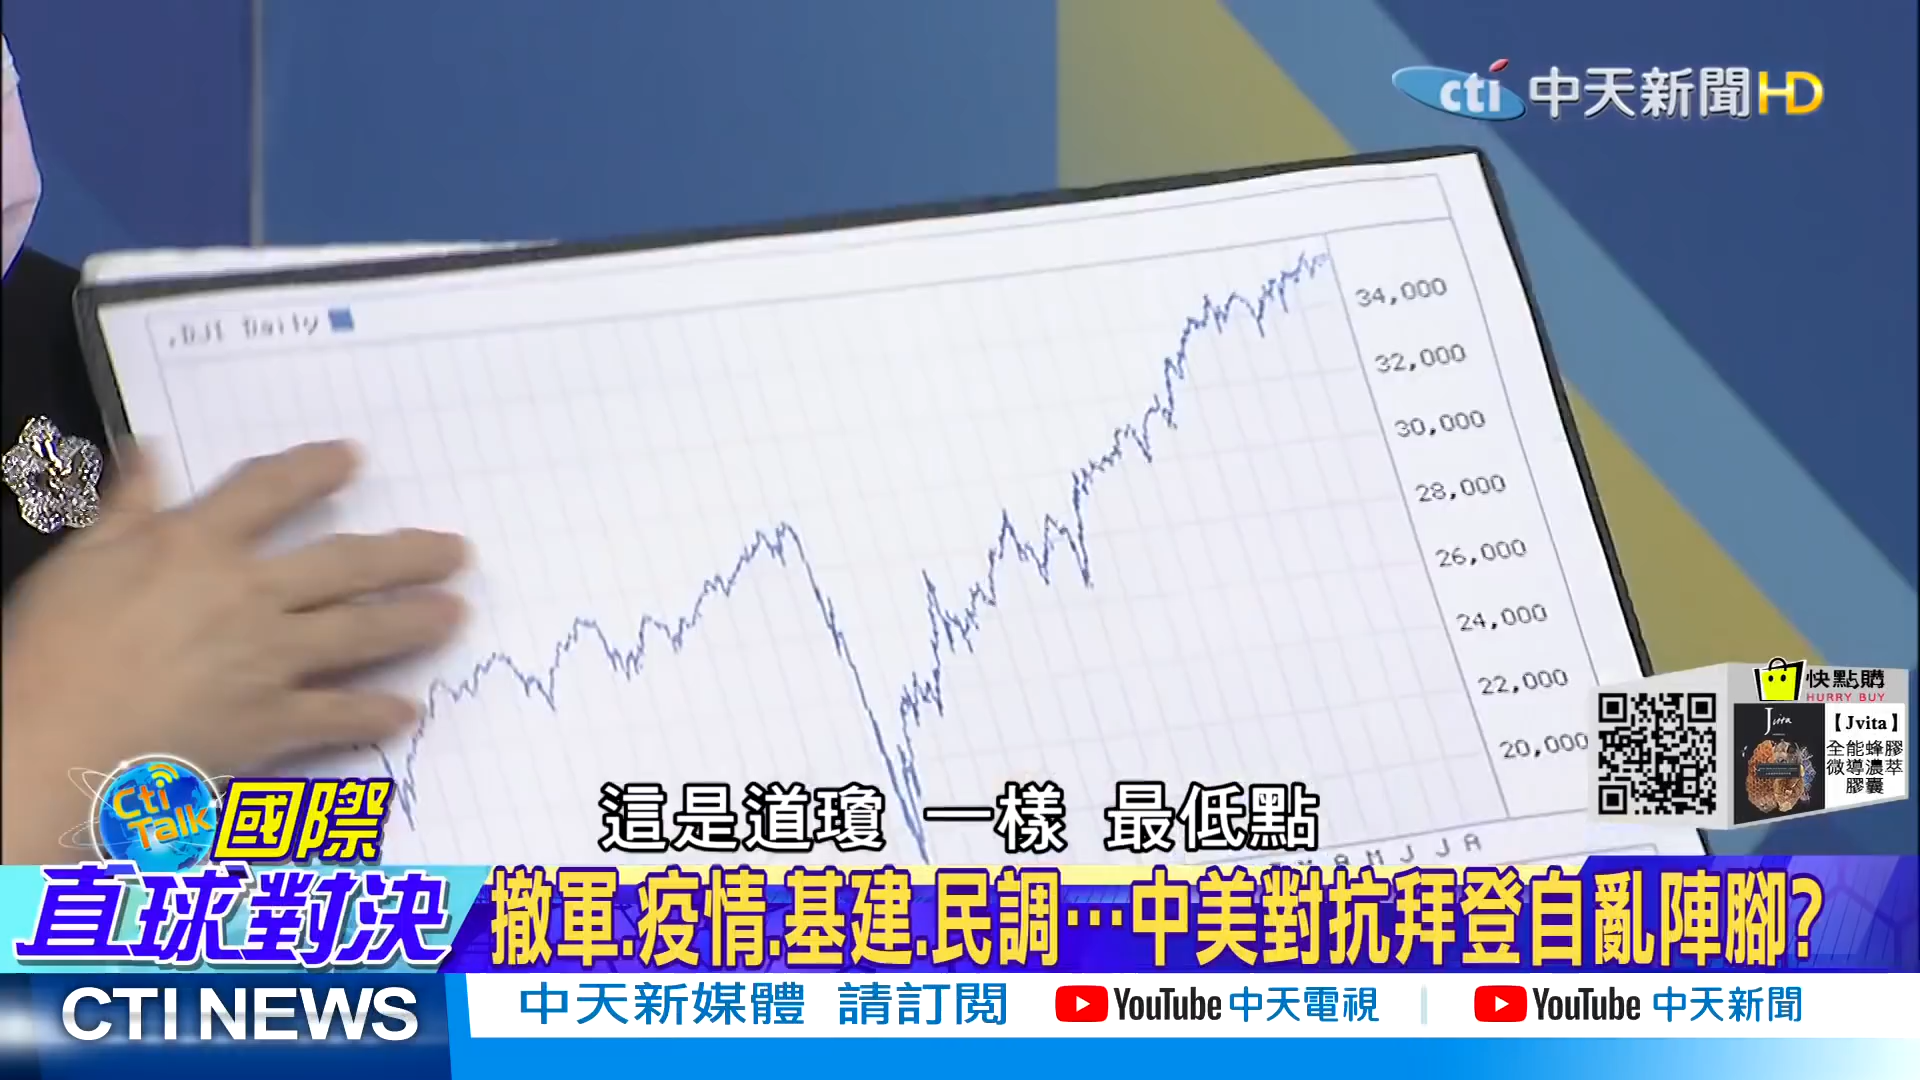 cti 中天新聞HD
.DJI Daily
34,000
32,000
30,000
28,000
26,000
24,000
22,000
20,000
M J J A
快點購
HURRY BUY
Jvita
【Jvita】
全能蜂膠
微導濃萃
膠囊
這是道瓊 一樣 最低點
Cti Talk
國際
直球對決
撤軍.疫情.基建.民調…中美對抗拜登自亂陣腳?
CTI NEWS
中天新媒體 請訂閱 YouTube 中天電視 | YouTube 中天新聞